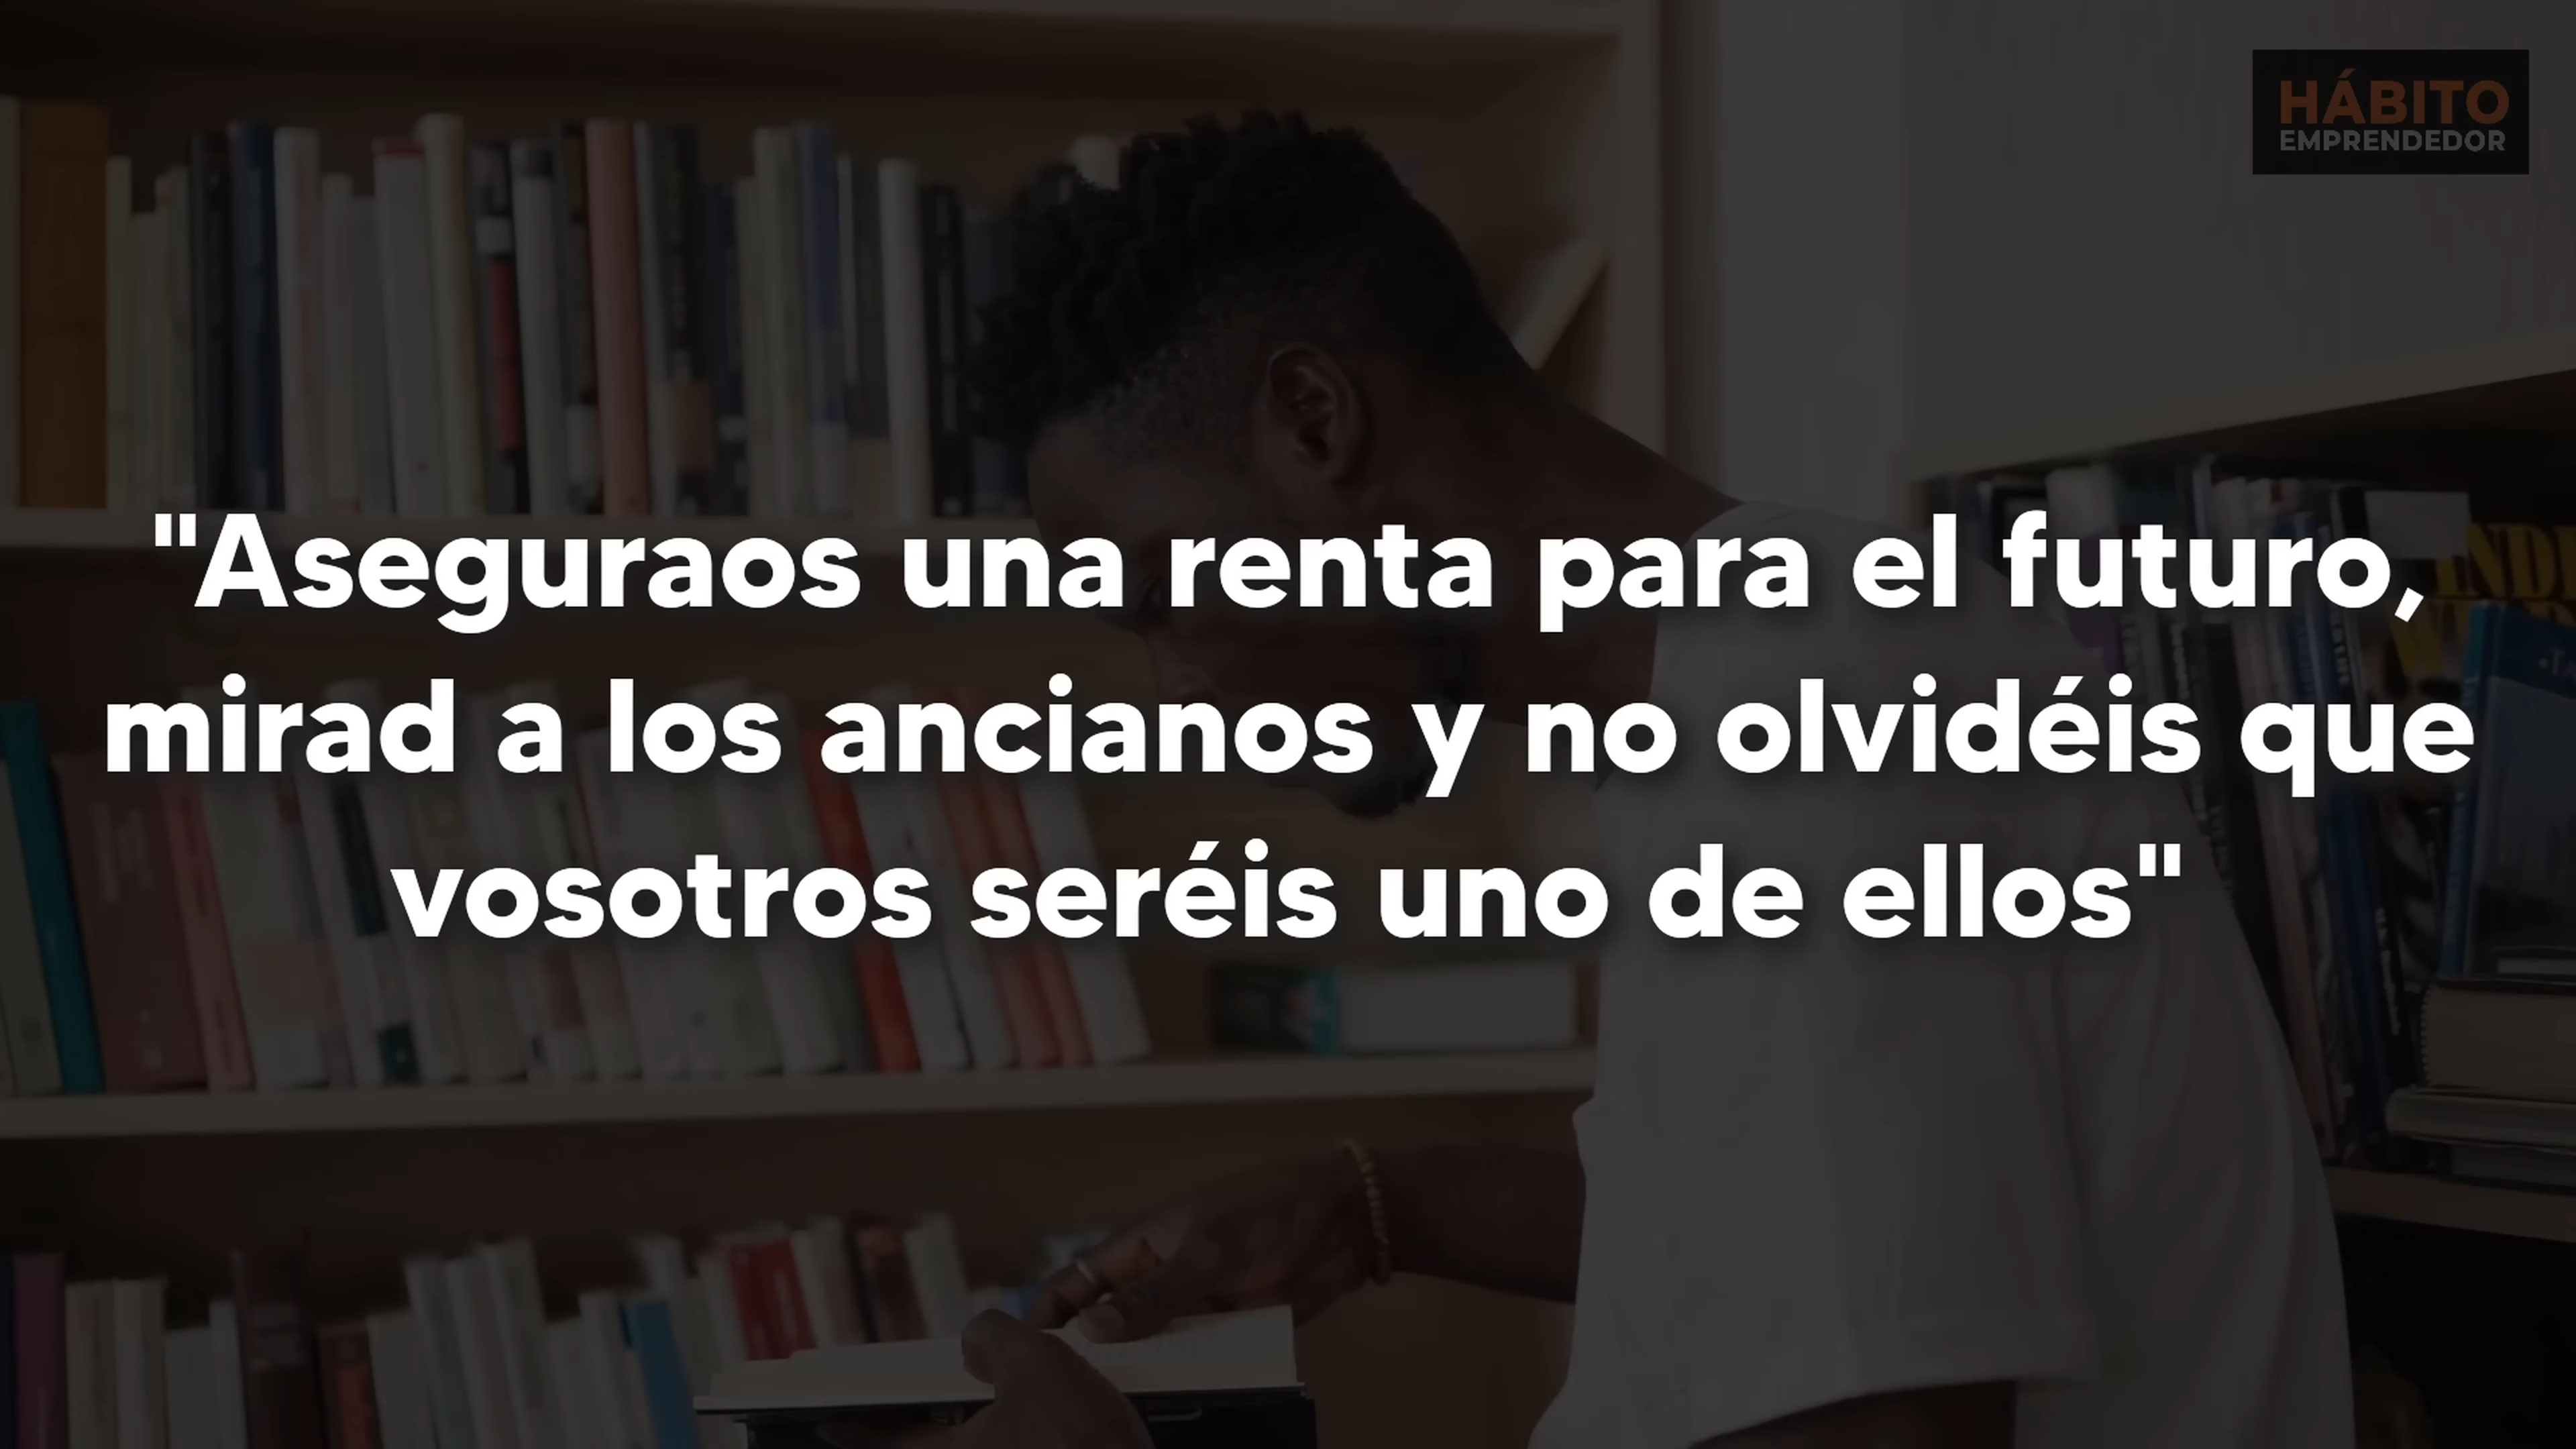 HÁBITO
EMPRENDEDOR
"Aseguraos una renta para el futuro,
mirad a los ancianos y no olvidéis que
vosotros seréis uno de ellos"